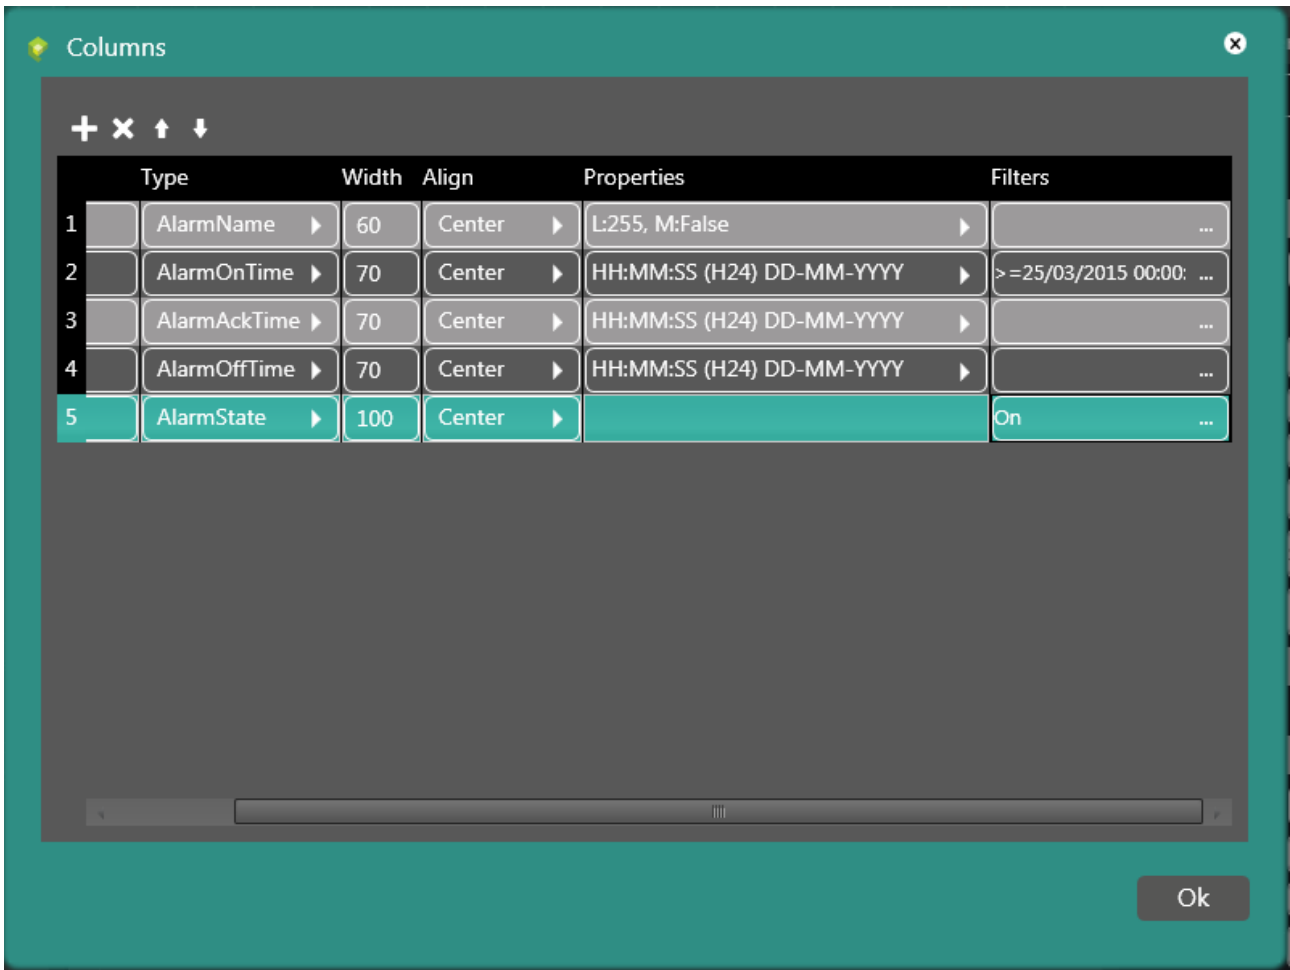 Columns
Type Width Align Properties Filters
1 AlarmName 60 Center L:255, M:False ...
2 AlarmOnTime 70 Center HH:MM:SS (H24) DD-MM-YYYY >=25/03/2015 00:00: ...
3 AlarmAckTime 70 Center HH:MM:SS (H24) DD-MM-YYYY ...
4 AlarmOffTime 70 Center HH:MM:SS (H24) DD-MM-YYYY ...
5 AlarmState 100 Center On ...
Ok